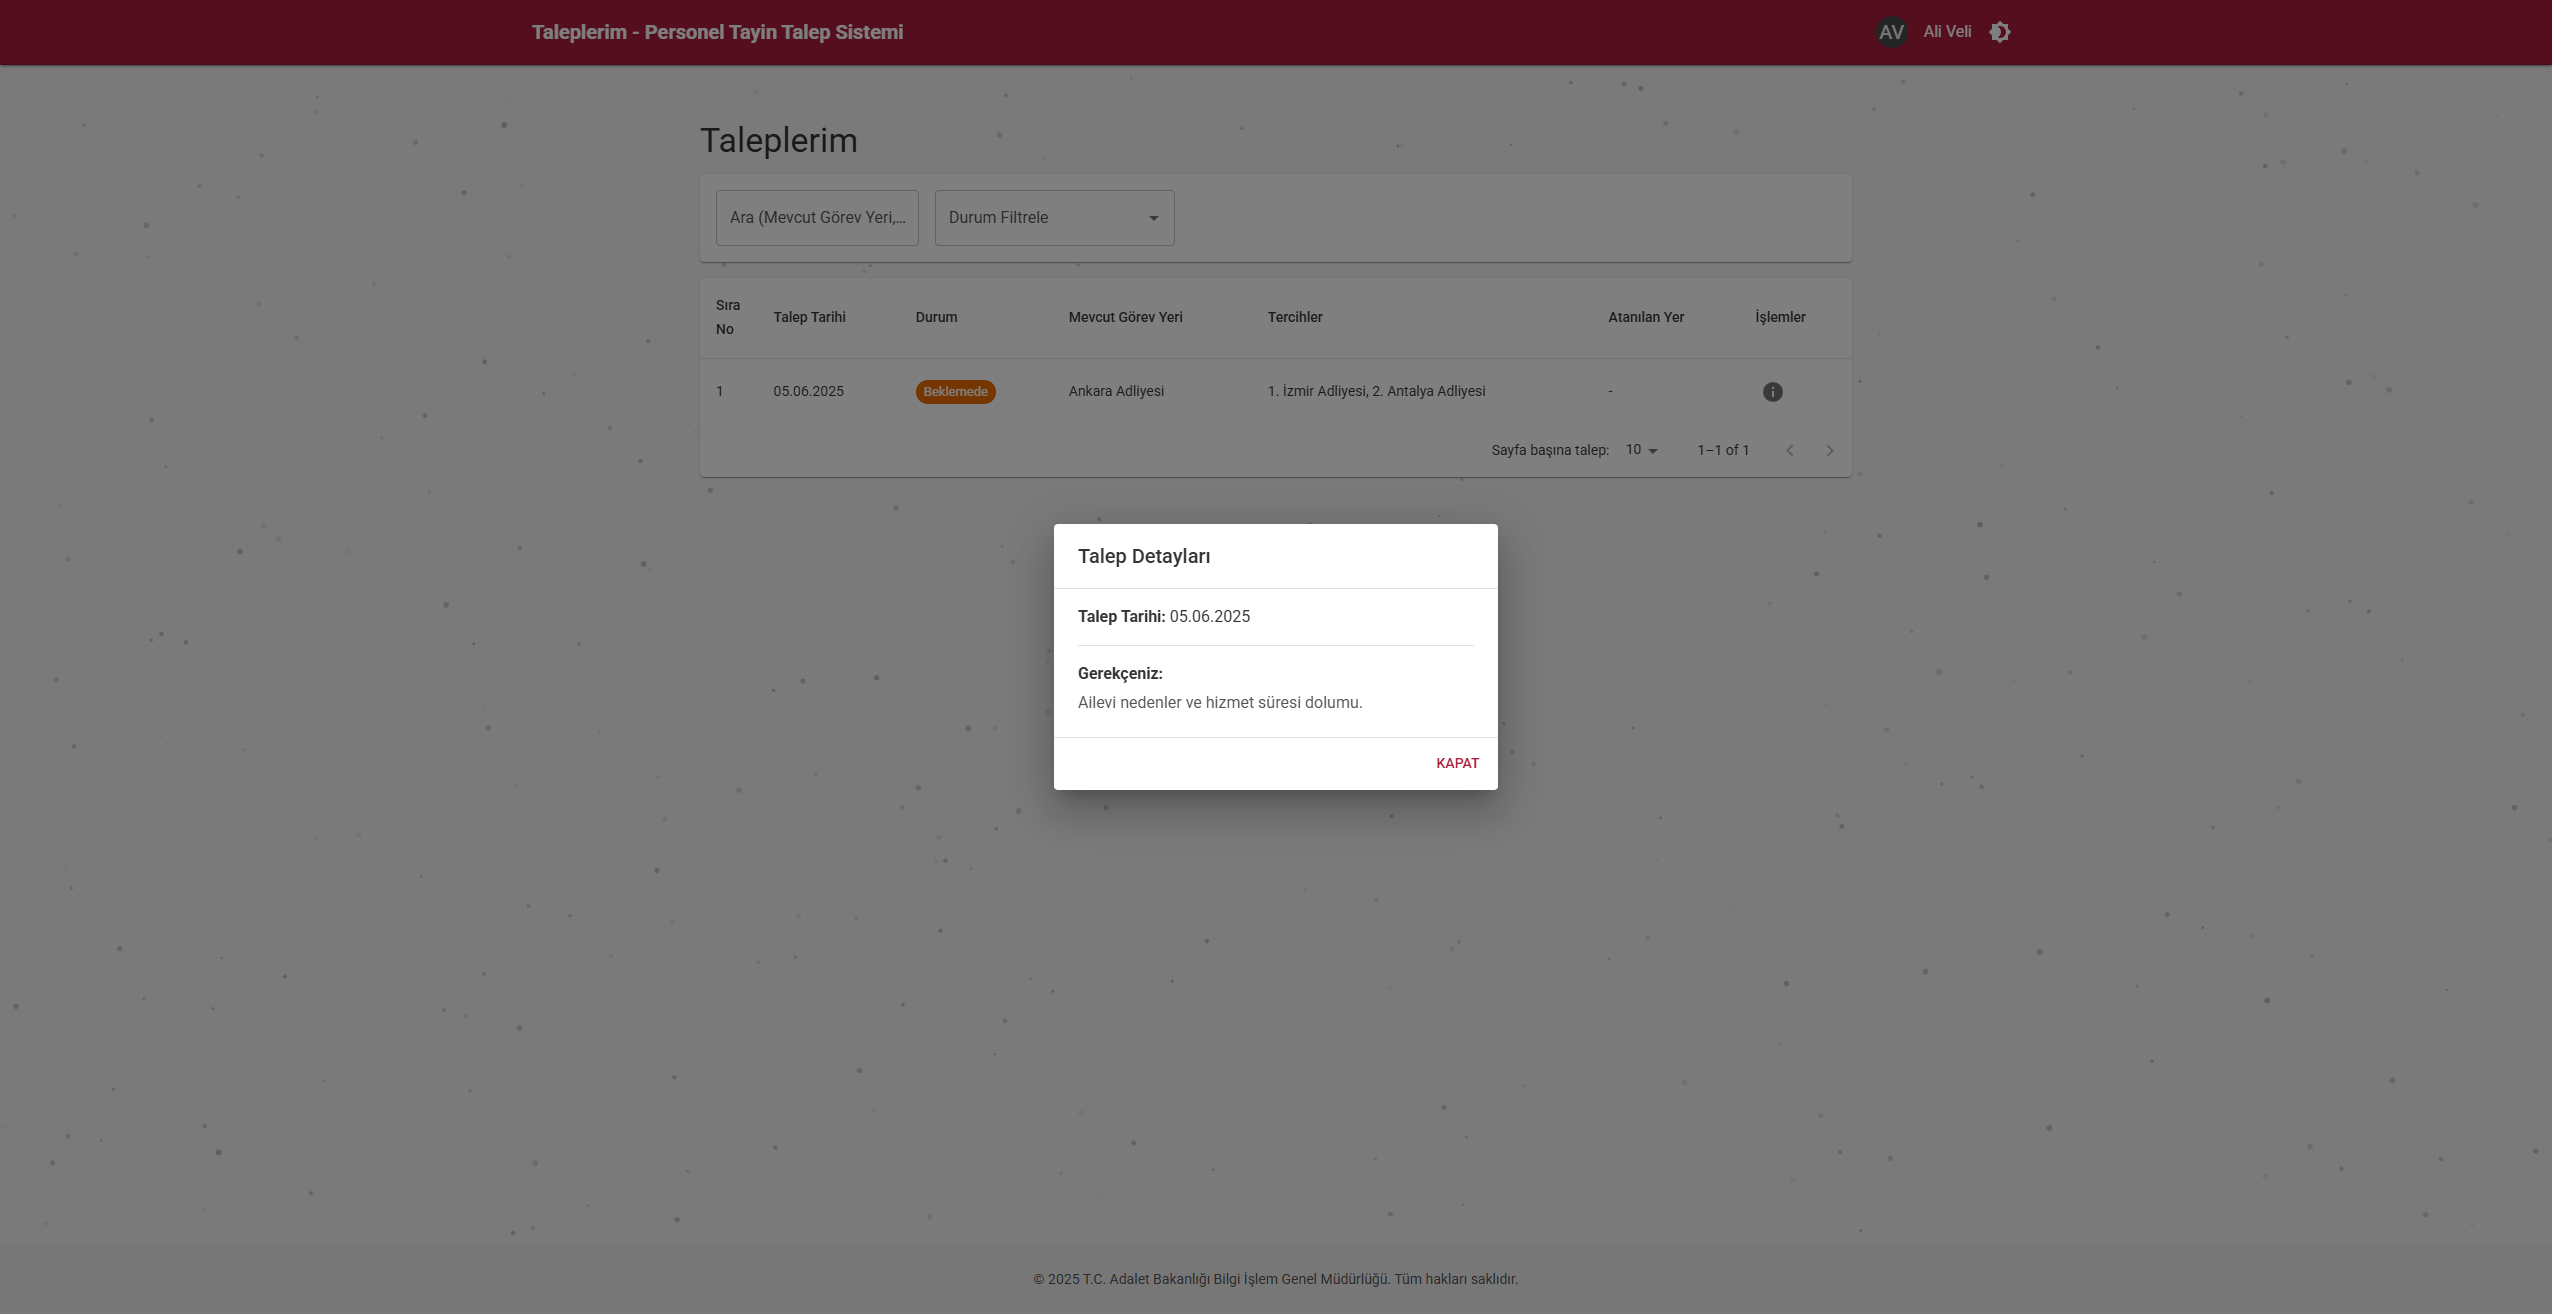 Taleplerim - Personel Tayin Talep Sistemi
AV Ali Veli
Taleplerim
Ara (Mevcut Görev Yeri,...
Durum Filtrele
Sıra No Talep Tarihi Durum Mevcut Görev Yeri Tercihler Atanılan Yer İşlemler
1 05.06.2025 Beklemede Ankara Adliyesi 1. İzmir Adliyesi, 2. Antalya Adliyesi -
Sayfa başına talep: 10 1–1 of 1
Talep Detayları
Talep Tarihi: 05.06.2025
Gerekçeniz:
Ailevi nedenler ve hizmet süresi dolumu.
KAPAT
© 2025 T.C. Adalet Bakanlığı Bilgi İşlem Genel Müdürlüğü. Tüm hakları saklıdır.